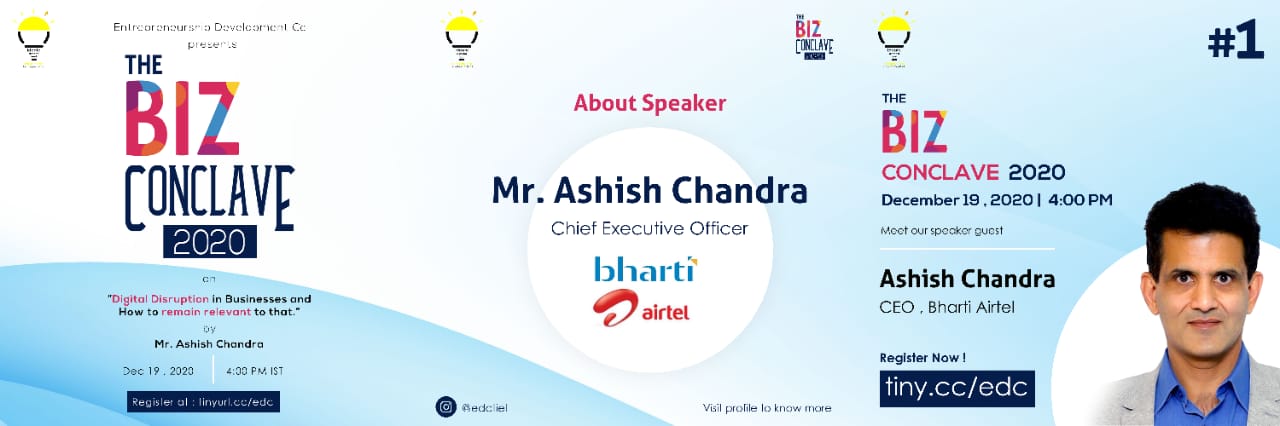 Entrepreneurship Development Ce
presents
THE
BIZ
CONCLAVE
2020
on
"Digital Disruption in Businesses and
How to remain relevant to that."
by
Mr. Ashish Chandra
Dec 19 , 2020 | 4:00 PM IST
Register at : tinyurl.cc/edc
THE
BIZ
CONCLAVE
2020
About Speaker
Mr. Ashish Chandra
Chief Executive Officer
bharti
airtel
@edcliel
Visit profile to know more
#1
THE
BIZ
CONCLAVE 2020
December 19 , 2020 | 4:00 PM
Meet our speaker guest
Ashish Chandra
CEO , Bharti Airtel
Register Now !
tiny.cc/edc